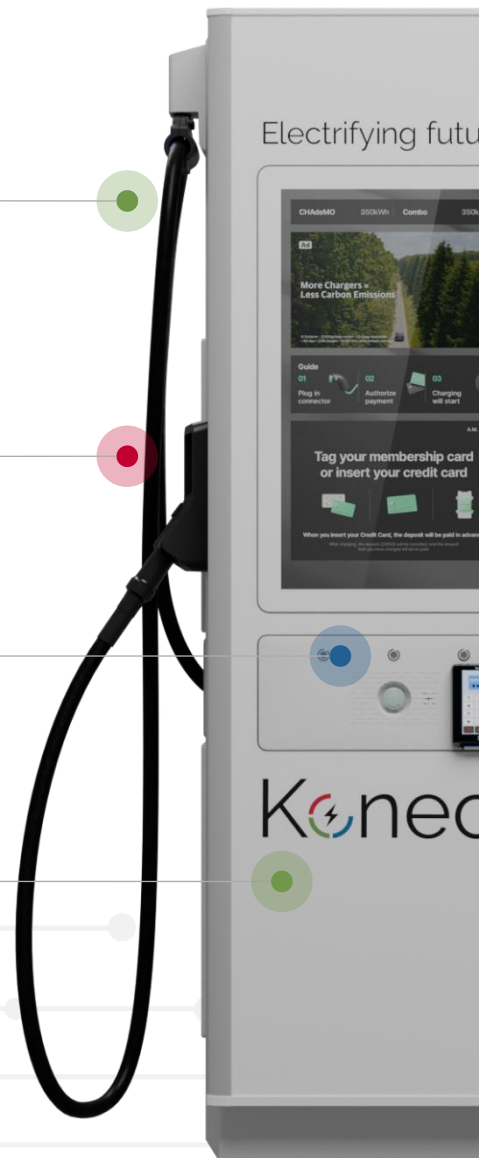 Electrifying futu
CHAdeMO 350kWh Combo 350k
Ad
More Chargers =
Less Carbon Emissions
Guide
01 02 03
Plug in connector Authorize payment Charging will start
A.M.
Tag your membership card
or insert your credit card
When you insert your Credit Card, the deposit will be paid in advan
Konec